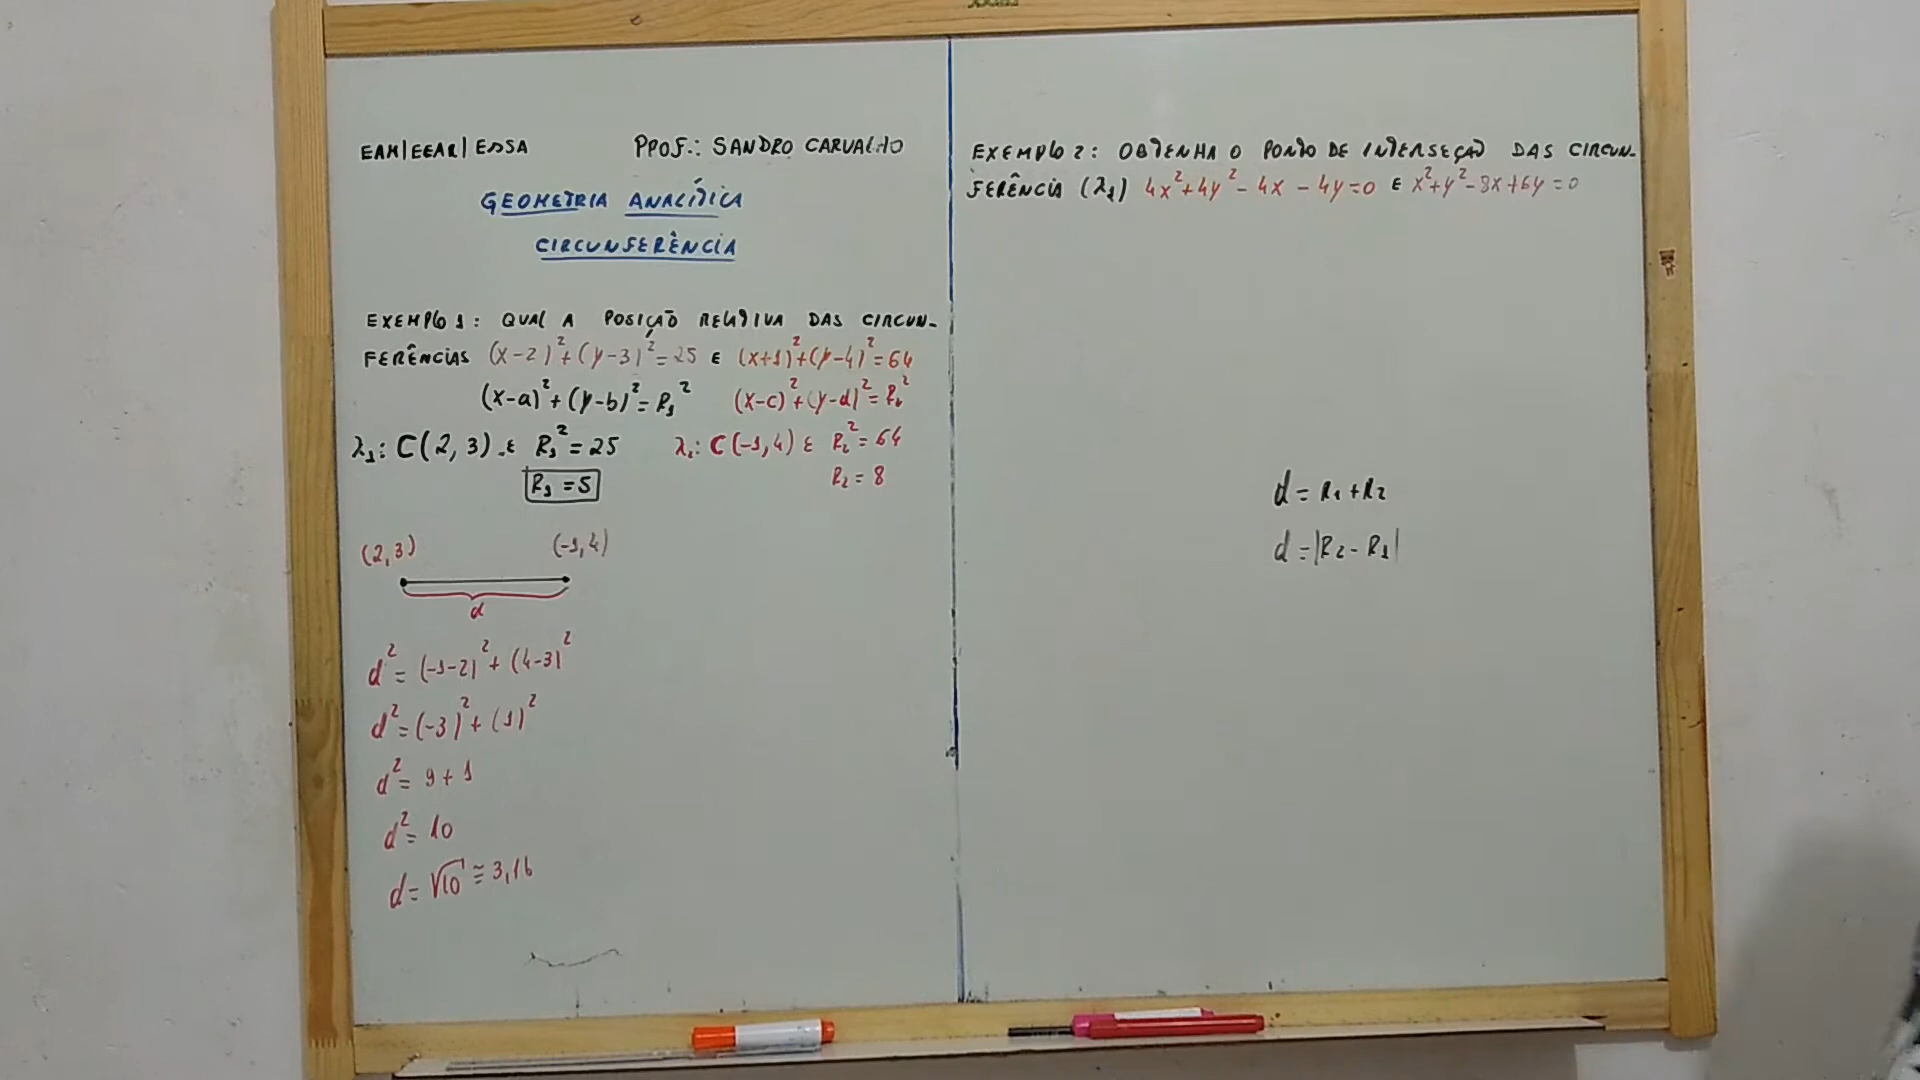 EAM|EEAR|ESSA PROF.: SANDRO CARVALHO
GEOMETRIA ANALÍTICA
CIRCUNFERÊNCIA
EXEMPLO 1: QUAL A POSIÇÃO RELATIVA DAS CIRCUN-
FERÊNCIAS (x-2)²+(y-3)²=25 E (x+1)²+(y-4)²=64
(x-a)²+(y-b)²=R₁² (x-c)²+(y-d)²=R₂²
λ₁: C(2,3) E R₁²=25 λ₂: C(-1,4) E R₂²=64
R₁=5 R₂=8
(2,3) (-1,4)
d
d²=(-1-2)²+(4-3)²
d²=(-3)²+(1)²
d²=9+1
d²=10
d=√10≅3,16
EXEMPLO 2: OBTENHA O PONTO DE INTERSEÇÃO DAS CIRCUN-
FERÊNCIA (λ₁) 4x²+4y²-4x-4y=0 E x²+y²-8x+6y=0
d=R₁+R₂
d=|R₂-R₁|